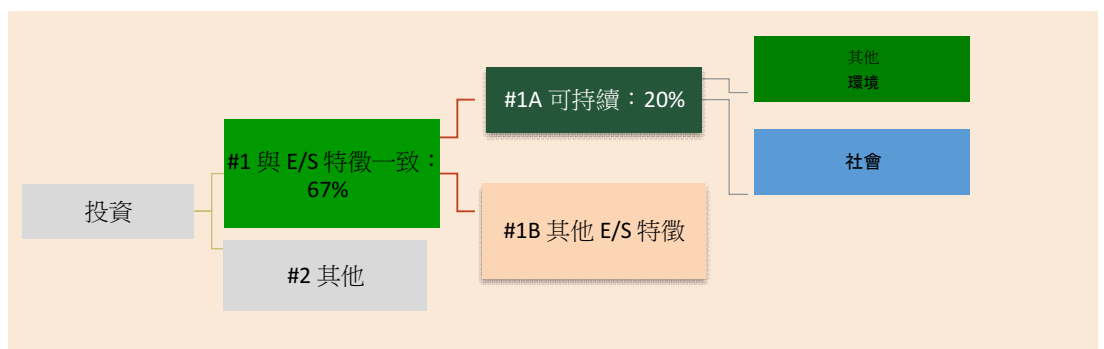 投資
#1 與 E/S 特徵一致：
67%
#2 其他
#1A 可持續：20%
#1B 其他 E/S 特徵
其他
環境
社會